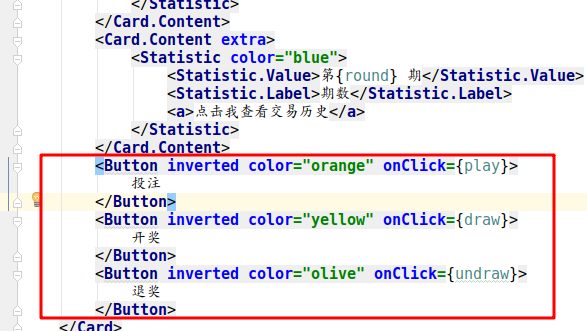 </Statistic>
</Card.Content>
<Card.Content extra>
<Statistic color="blue">
<Statistic.Value>第{round} 期</Statistic.Value>
<Statistic.Label>期数</Statistic.Label>
<a>点击我查看交易历史</a>
</Statistic>
</Card.Content>
<Button inverted color="orange" onClick={play}>
投注
</Button>
<Button inverted color="yellow" onClick={draw}>
开奖
</Button>
<Button inverted color="olive" onClick={undraw}>
退奖
</Button>
</Card>